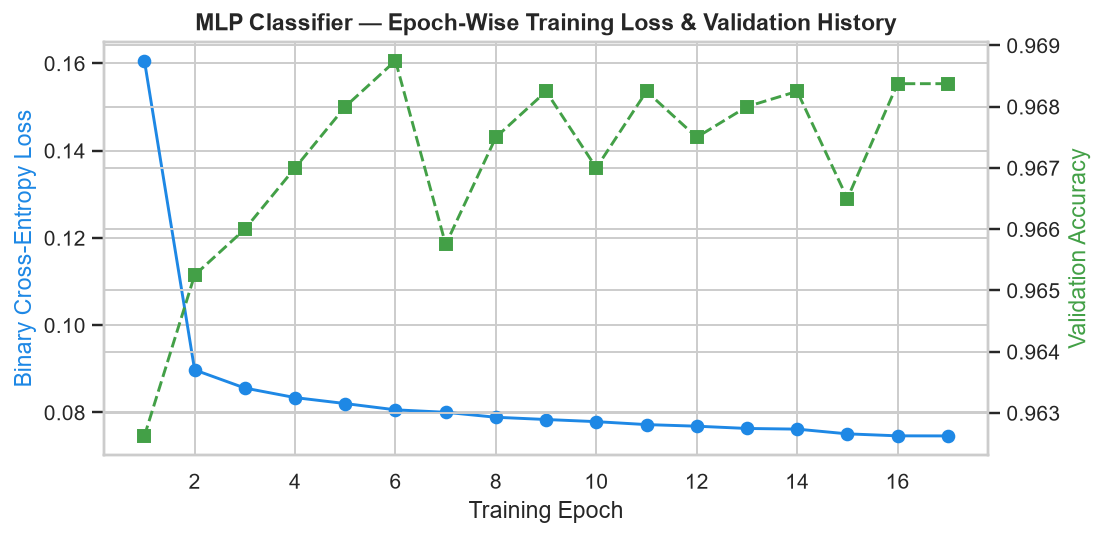 MLP Classifier — Epoch-Wise Training Loss & Validation History
Binary Cross-Entropy Loss
0.16
0.14
0.12
0.10
0.08
0.969
0.968
0.967
0.966
0.965
0.964
0.963
Validation Accuracy
2 4 6 8 10 12 14 16
Training Epoch